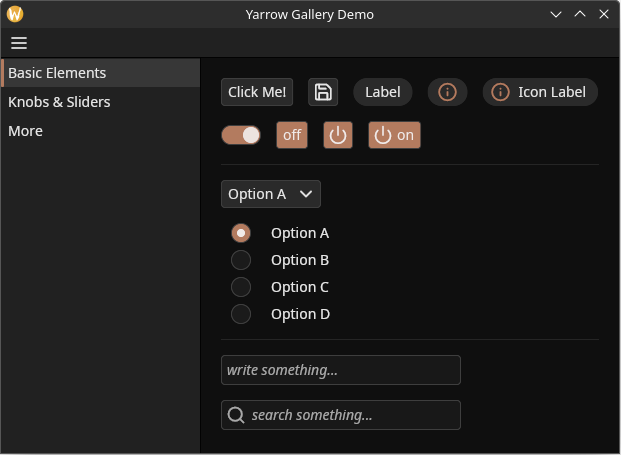 Yarrow Gallery Demo
Basic Elements
Knobs & Sliders
More
Click Me! Label Icon Label
off on
Option A
Option A
Option B
Option C
Option D
write something...
search something...